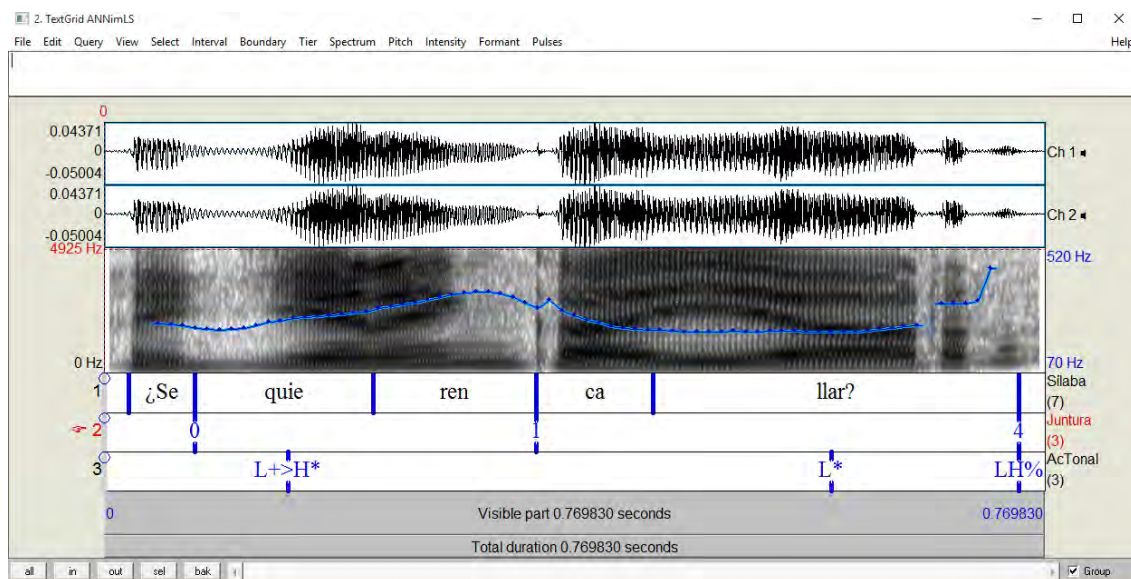 2. TextGrid ANNimLS
File Edit Query View Select Interval Boundary Tier Spectrum Pitch Intensity Formant Pulses Help
0
0.04371
0
-0.05004
Ch 1
0.04371
0
-0.05004
Ch 2
4925 Hz
520 Hz
0 Hz
70 Hz
1 ¿Se quie ren ca llar? Sílaba
(7)
2 0 1 4 Juntura
(3)
3 L+>H* L* LH% AcTonal
(3)
0 Visible part 0.769830 seconds 0.769830
Total duration 0.769830 seconds
all in out sel bak Group